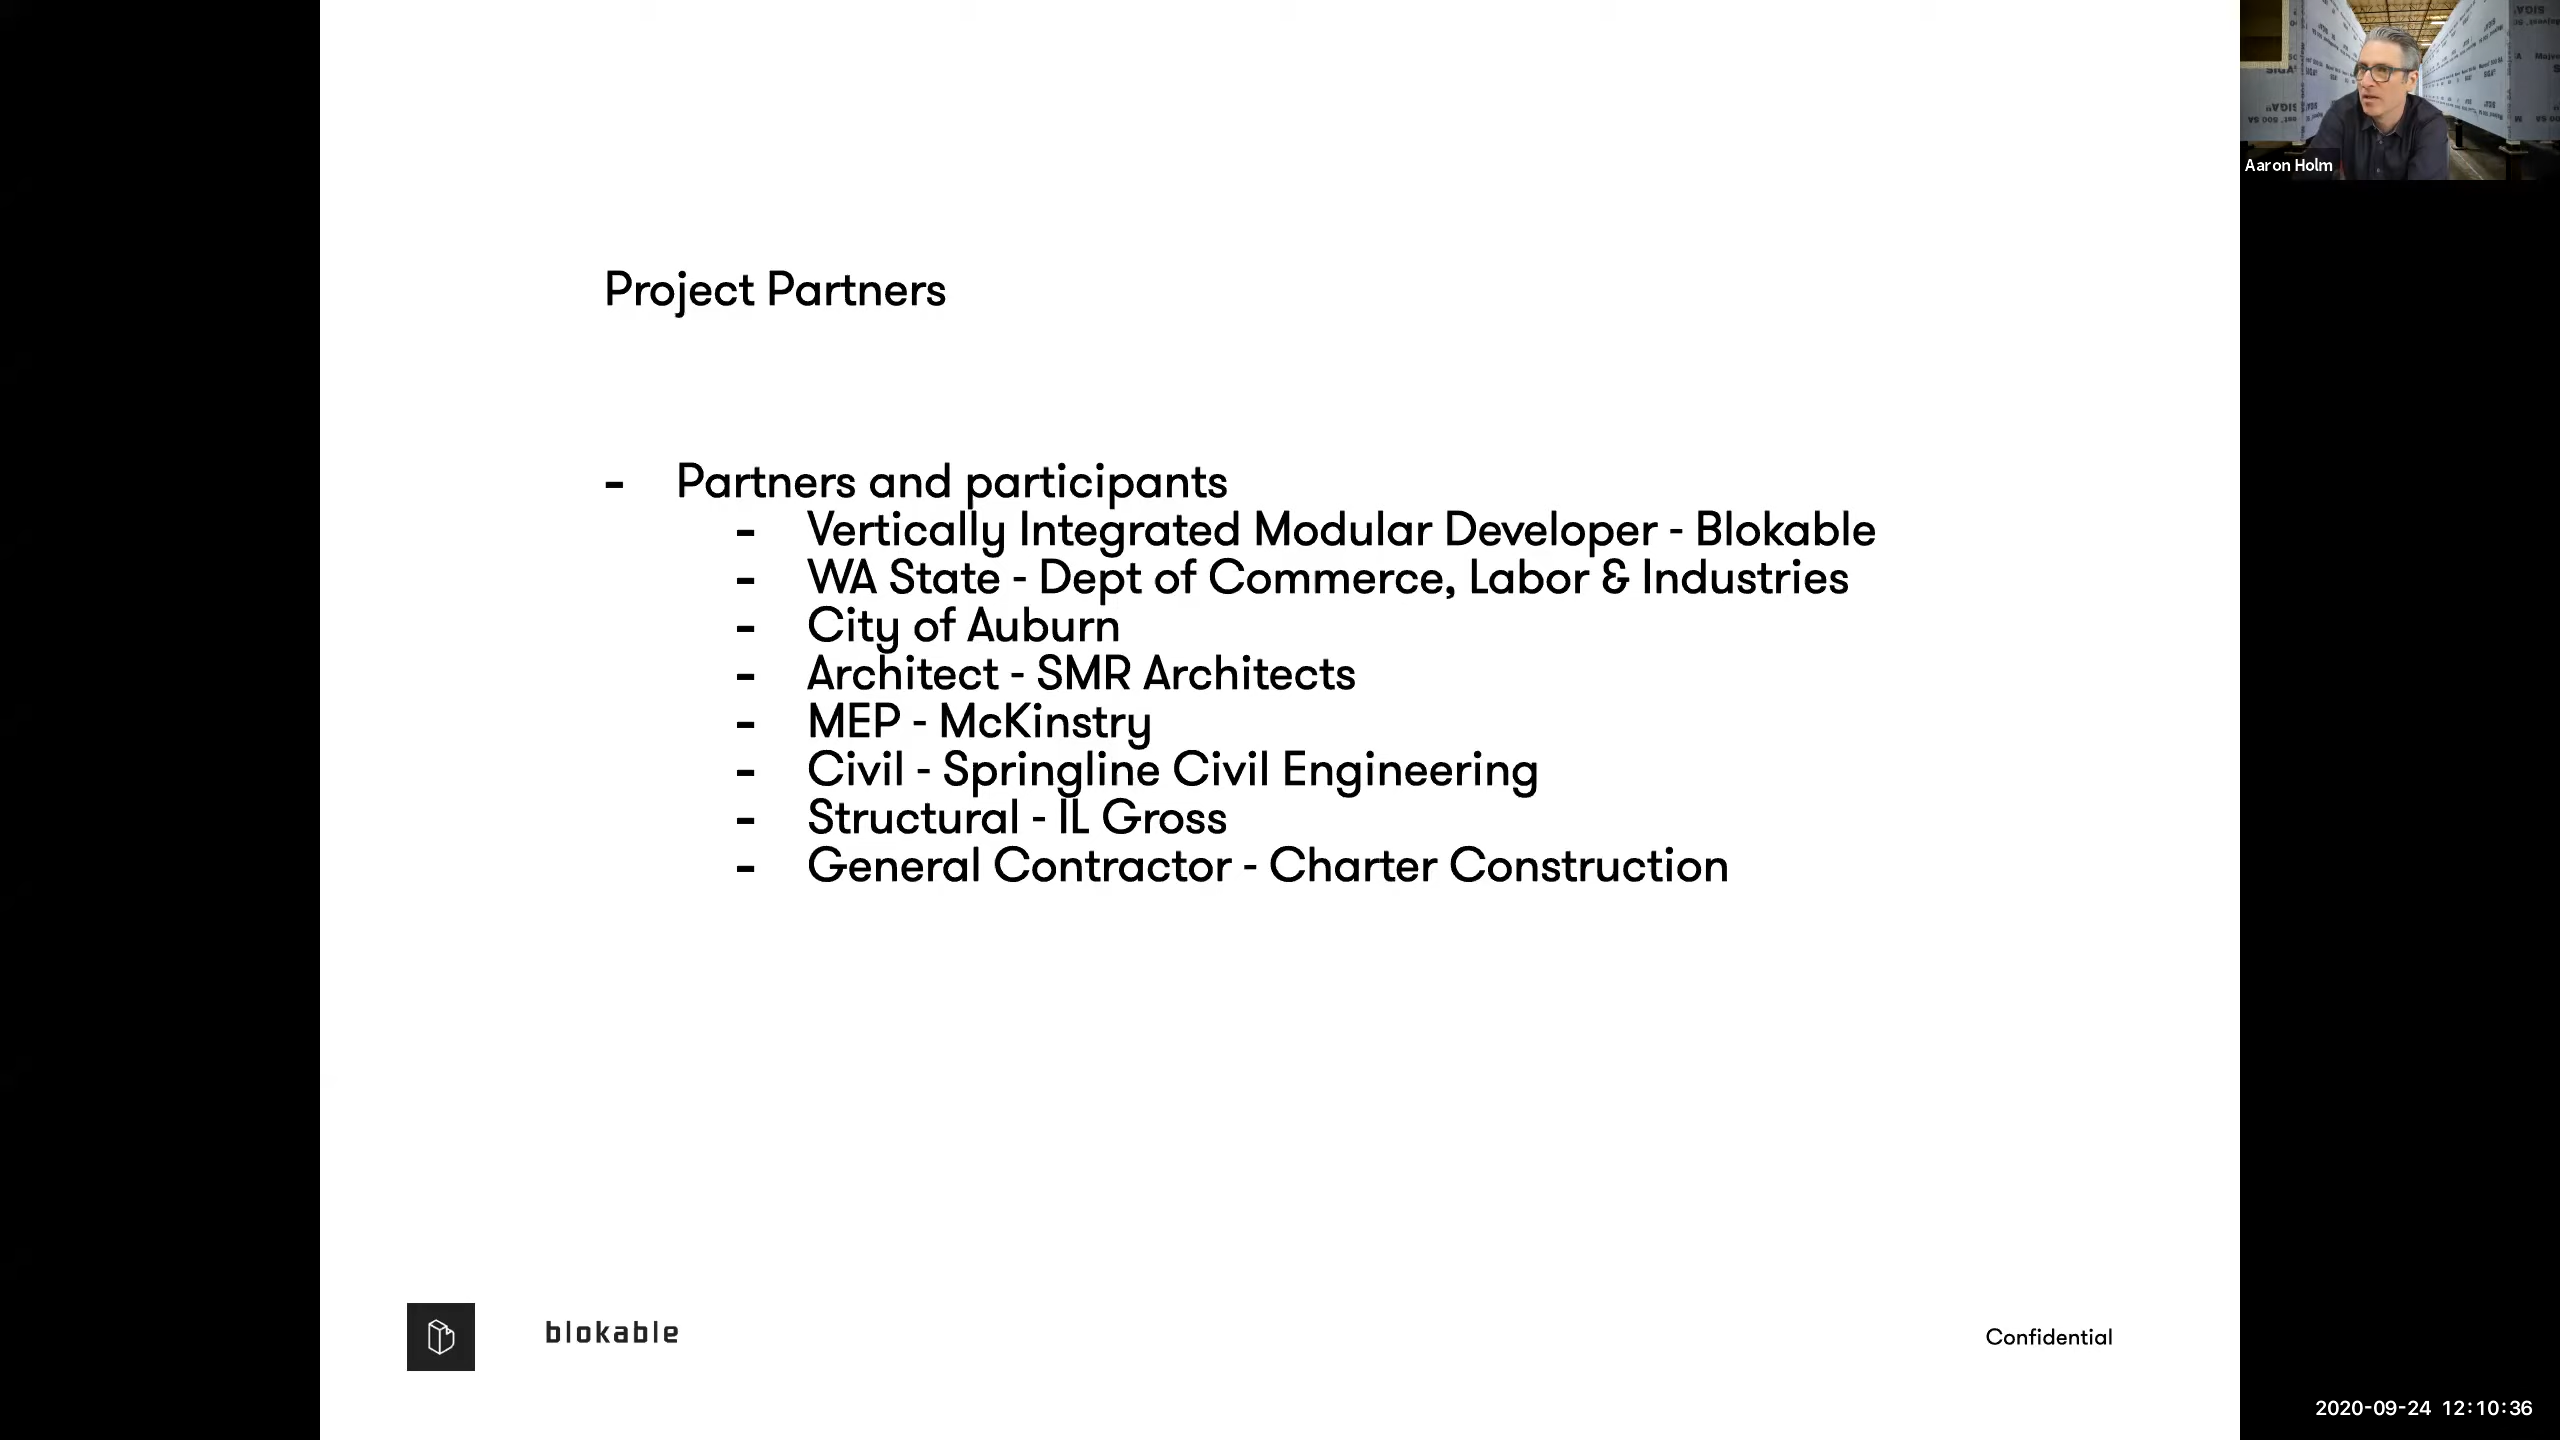 Project Partners
- Partners and participants
- Vertically Integrated Modular Developer - Blokable
- WA State - Dept of Commerce, Labor & Industries
- City of Auburn
- Architect - SMR Architects
- MEP - McKinstry
- Civil - Springline Civil Engineering
- Structural - IL Gross
- General Contractor - Charter Construction
blokable
Confidential
SIGA
Aaron Holm
2020-09-24 12:10:36